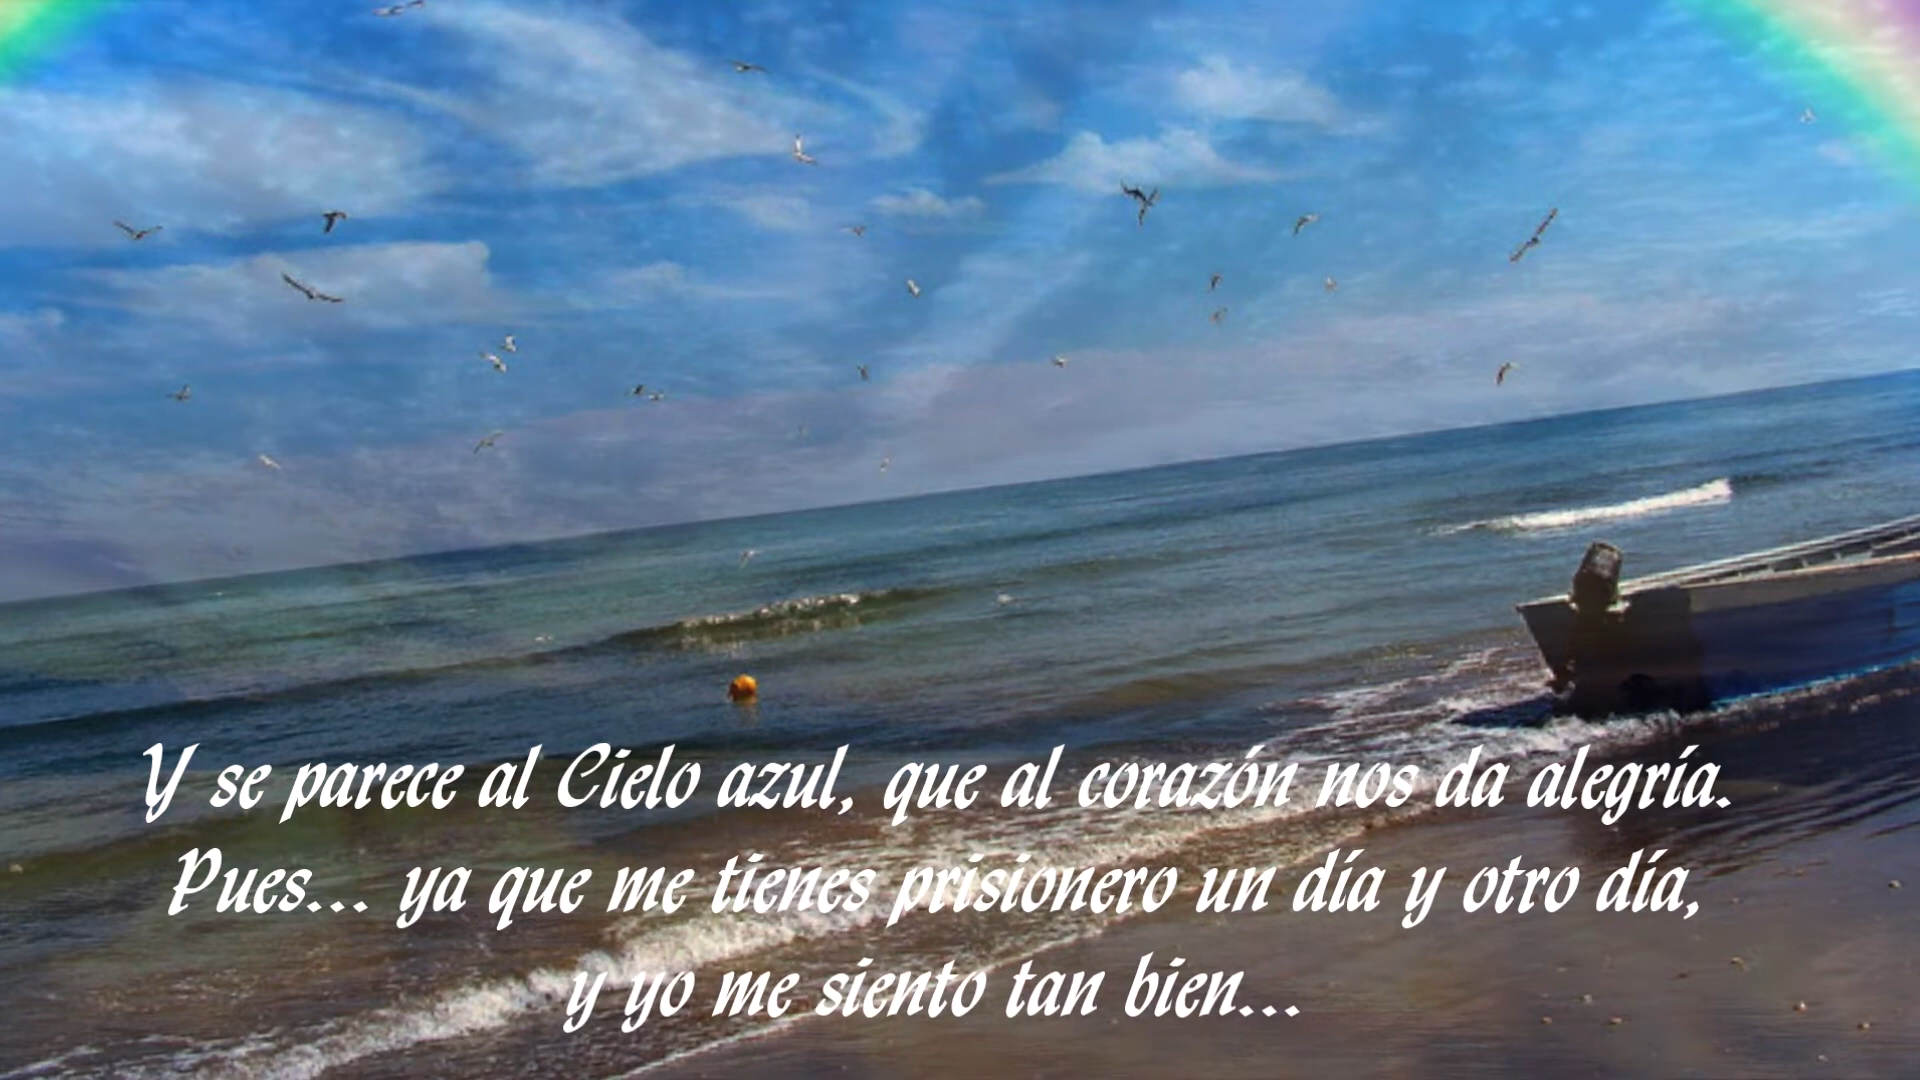 Y se parece al Cielo azul, que al corazón nos da alegría.
Pues... ya que me tienes prisionero un día y otro día,
y yo me siento tan bien...